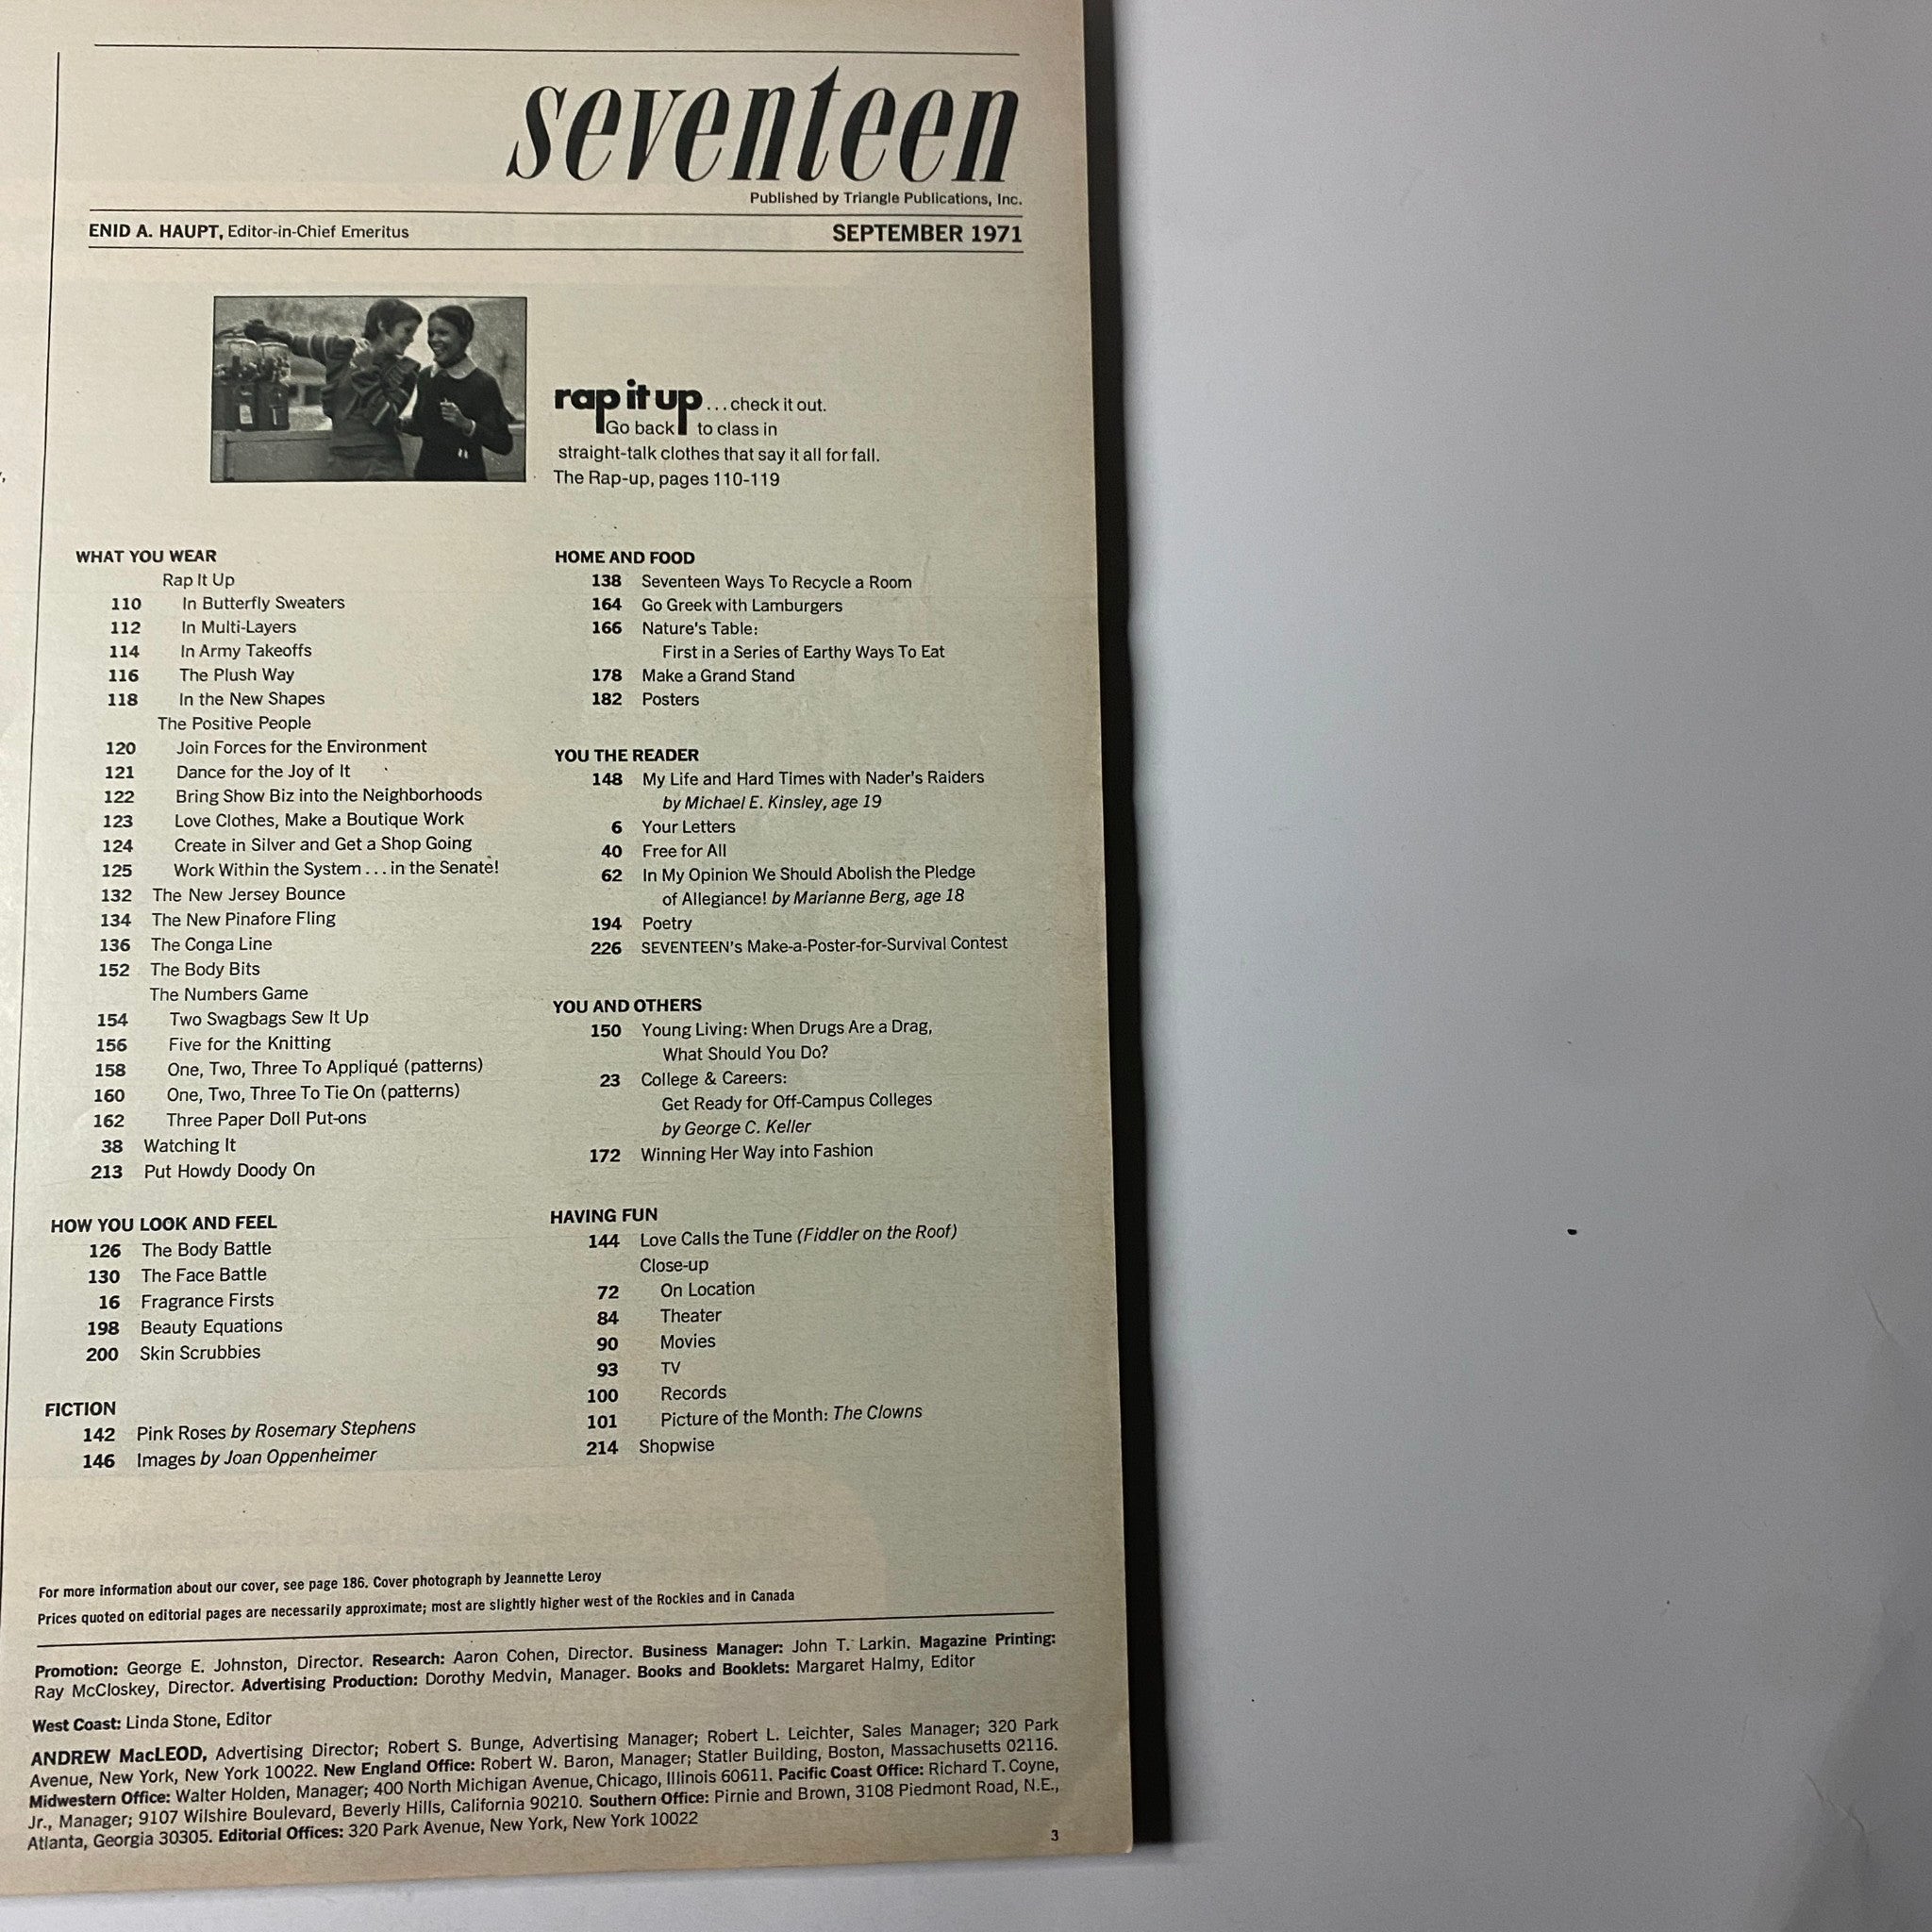 seventeen
Published by Triangle Publications, Inc.
ENID A. HAUPT, Editor-in-Chief Emeritus
SEPTEMBER 1971
rap it up ... check it out.
Go back to class in
straight-talk clothes that say it all for fall.
The Rap-up, pages 110-119
WHAT YOU WEAR
Rap It Up
110 In Butterfly Sweaters
112 In Multi-Layers
114 In Army Takeoffs
116 The Plush Way
118 In the New Shapes
The Positive People
120 Join Forces for the Environment
121 Dance for the Joy of It
122 Bring Show Biz into the Neighborhoods
123 Love Clothes, Make a Boutique Work
124 Create in Silver and Get a Shop Going
125 Work Within the System ... in the Senate!
132 The New Jersey Bounce
134 The New Pinafore Fling
136 The Conga Line
152 The Body Bits
The Numbers Game
154 Two Swagbags Sew It Up
156 Five for the Knitting
158 One, Two, Three To Appliqué (patterns)
160 One, Two, Three To Tie On (patterns)
162 Three Paper Doll Put-ons
38 Watching It
213 Put Howdy Doody On
HOW YOU LOOK AND FEEL
126 The Body Battle
130 The Face Battle
16 Fragrance Firsts
198 Beauty Equations
200 Skin Scrubbies
FICTION
142 Pink Roses by Rosemary Stephens
146 Images by Joan Oppenheimer
HOME AND FOOD
138 Seventeen Ways To Recycle a Room
164 Go Greek with Lamburgers
166 Nature's Table:
First in a Series of Earthy Ways To Eat
178 Make a Grand Stand
182 Posters
YOU THE READER
148 My Life and Hard Times with Nader's Raiders
by Michael E. Kinsley, age 19
6 Your Letters
40 Free for All
62 In My Opinion We Should Abolish the Pledge
of Allegiance! by Marianne Berg, age 18
194 Poetry
226 SEVENTEEN's Make-a-Poster-for-Survival Contest
YOU AND OTHERS
150 Young Living: When Drugs Are a Drag,
What Should You Do?
23 College & Careers:
Get Ready for Off-Campus Colleges
by George C. Keller
172 Winning Her Way into Fashion
HAVING FUN
144 Love Calls the Tune (Fiddler on the Roof)
Close-up
72 On Location
84 Theater
90 Movies
93 TV
100 Records
101 Picture of the Month: The Clowns
214 Shopwise
For more information about our cover, see page 186. Cover photograph by Jeannette Leroy
Prices quoted on editorial pages are necessarily approximate; most are slightly higher west of the Rockies and in Canada
Promotion: George E. Johnston, Director. Research: Aaron Cohen, Director. Business Manager: John T. Larkin. Magazine Printing:
Ray McCloskey, Director. Advertising Production: Dorothy Medvin, Manager. Books and Booklets: Margaret Halmy, Editor
West Coast: Linda Stone, Editor
ANDREW MacLEOD, Advertising Director; Robert S. Bunge, Advertising Manager; Robert L. Leichter, Sales Manager; 320 Park
Avenue, New York, New York 10022. New England Office: Robert W. Baron, Manager; Statler Building, Boston, Massachusetts 02116.
Midwestern Office: Walter Holden, Manager; 400 North Michigan Avenue, Chicago, Illinois 60611. Pacific Coast Office: Richard T. Coyne,
Jr., Manager; 9107 Wilshire Boulevard, Beverly Hills, California 90210. Southern Office: Pirnie and Brown, 3108 Piedmont Road, N.E.,
Atlanta, Georgia 30305. Editorial Offices: 320 Park Avenue, New York, New York 10022
3